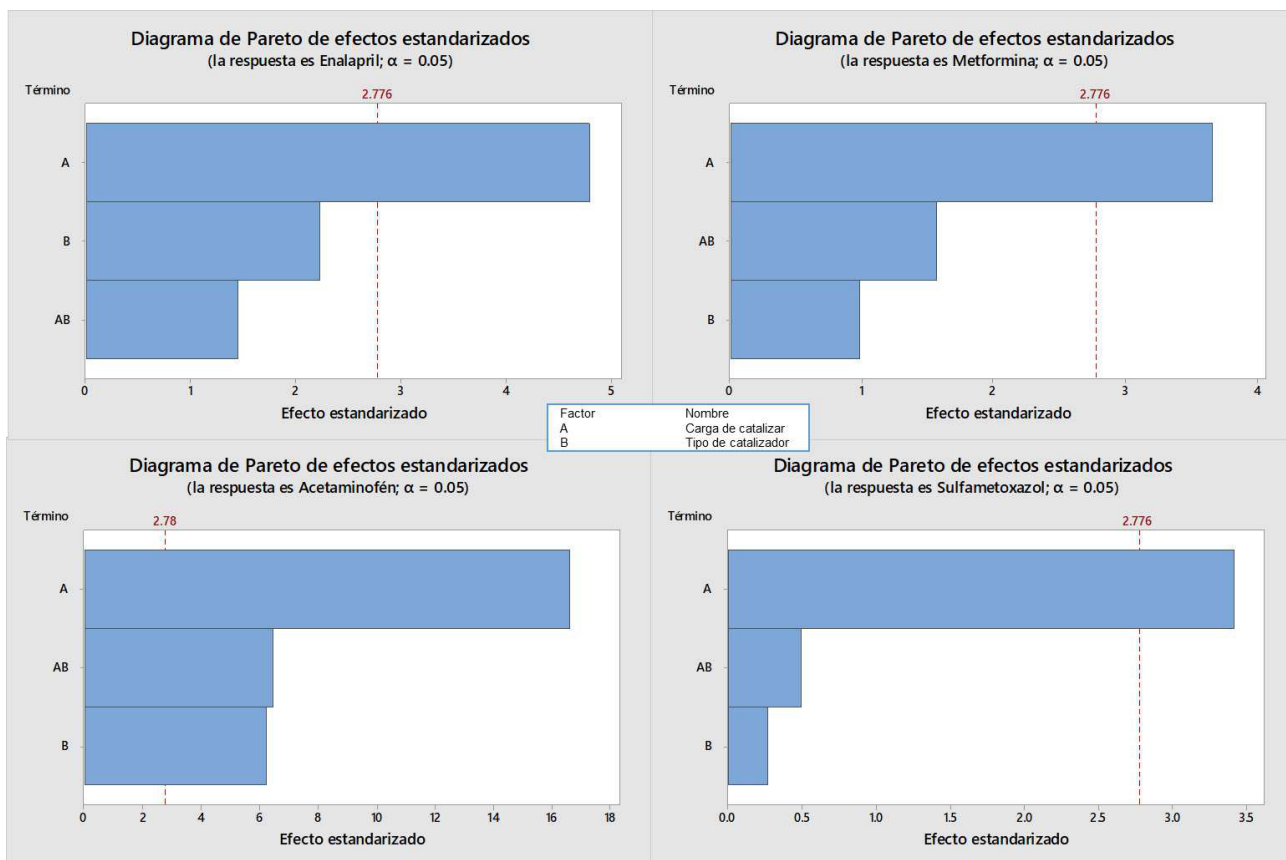 Diagrama de Pareto de efectos estandarizados
(la respuesta es Enalapril; α = 0.05)
Término
2.776
A
B
AB
0 1 2 3 4 5
Efecto estandarizado
Diagrama de Pareto de efectos estandarizados
(la respuesta es Metformina; α = 0.05)
Término
2.776
A
AB
B
0 1 2 3 4
Efecto estandarizado
Factor Nombre
A Carga de catalizar
B Tipo de catalizador
Diagrama de Pareto de efectos estandarizados
(la respuesta es Acetaminofén; α = 0.05)
Término
2.78
A
AB
B
0 2 4 6 8 10 12 14 16 18
Efecto estandarizado
Diagrama de Pareto de efectos estandarizados
(la respuesta es Sulfametoxazol; α = 0.05)
Término
2.776
A
AB
B
0.0 0.5 1.0 1.5 2.0 2.5 3.0 3.5
Efecto estandarizado